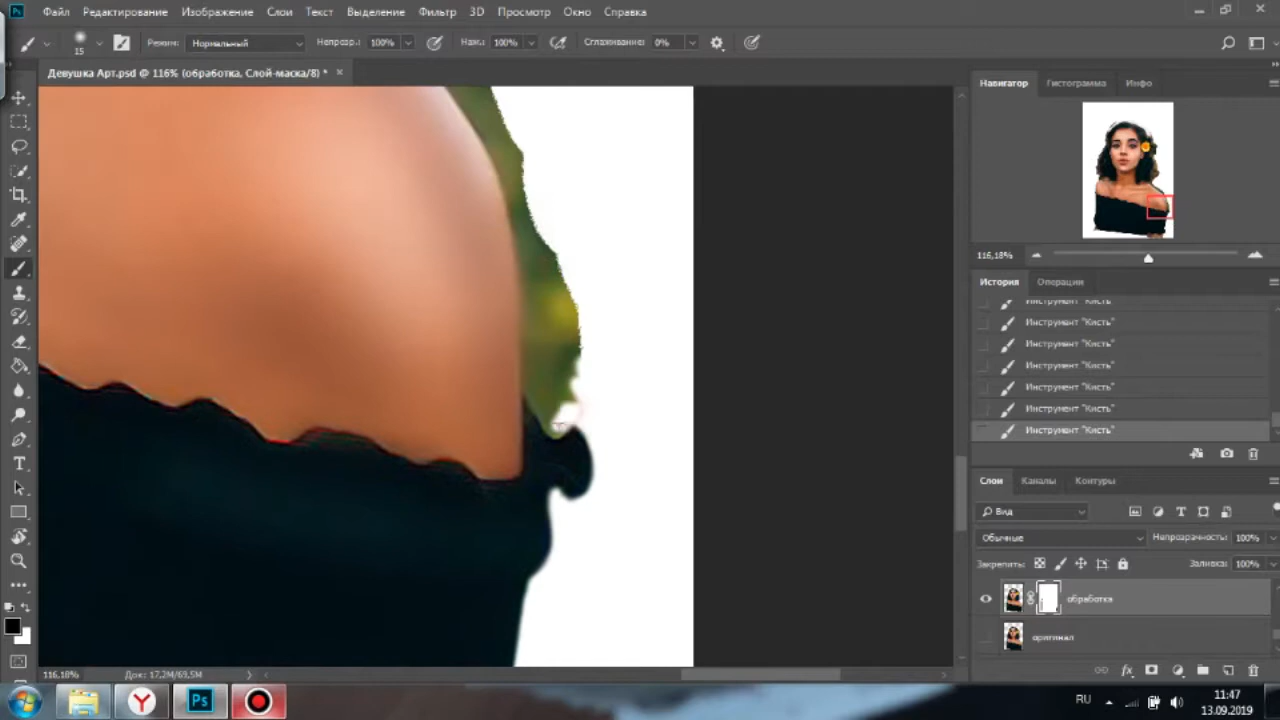 Ps Файл Редактирование Изображение Слои Текст Выделение Фильтр 3D Просмотр Окно Справка
15 Режим: Нормальный Непрозр.: 100% Наж.: 100% Сглаживание: 0%
Девушка Арт.psd @ 116% (обработка, Слой-маска/8) * ×
Навигатор Гистограмма Инфо
116,18%
История Операции
Инструмент "Кисть"
Инструмент "Кисть"
Инструмент "Кисть"
Инструмент "Кисть"
Инструмент "Кисть"
Инструмент "Кисть"
Инструмент "Кисть"
Слои Каналы Контуры
Вид
Обычные Непрозрачность: 100%
Закрепить: Заливка: 100%
обработка
оригинал
116,18% Док: 17,2M/69,5M
Y Ps RU 11:47
13.09.2019